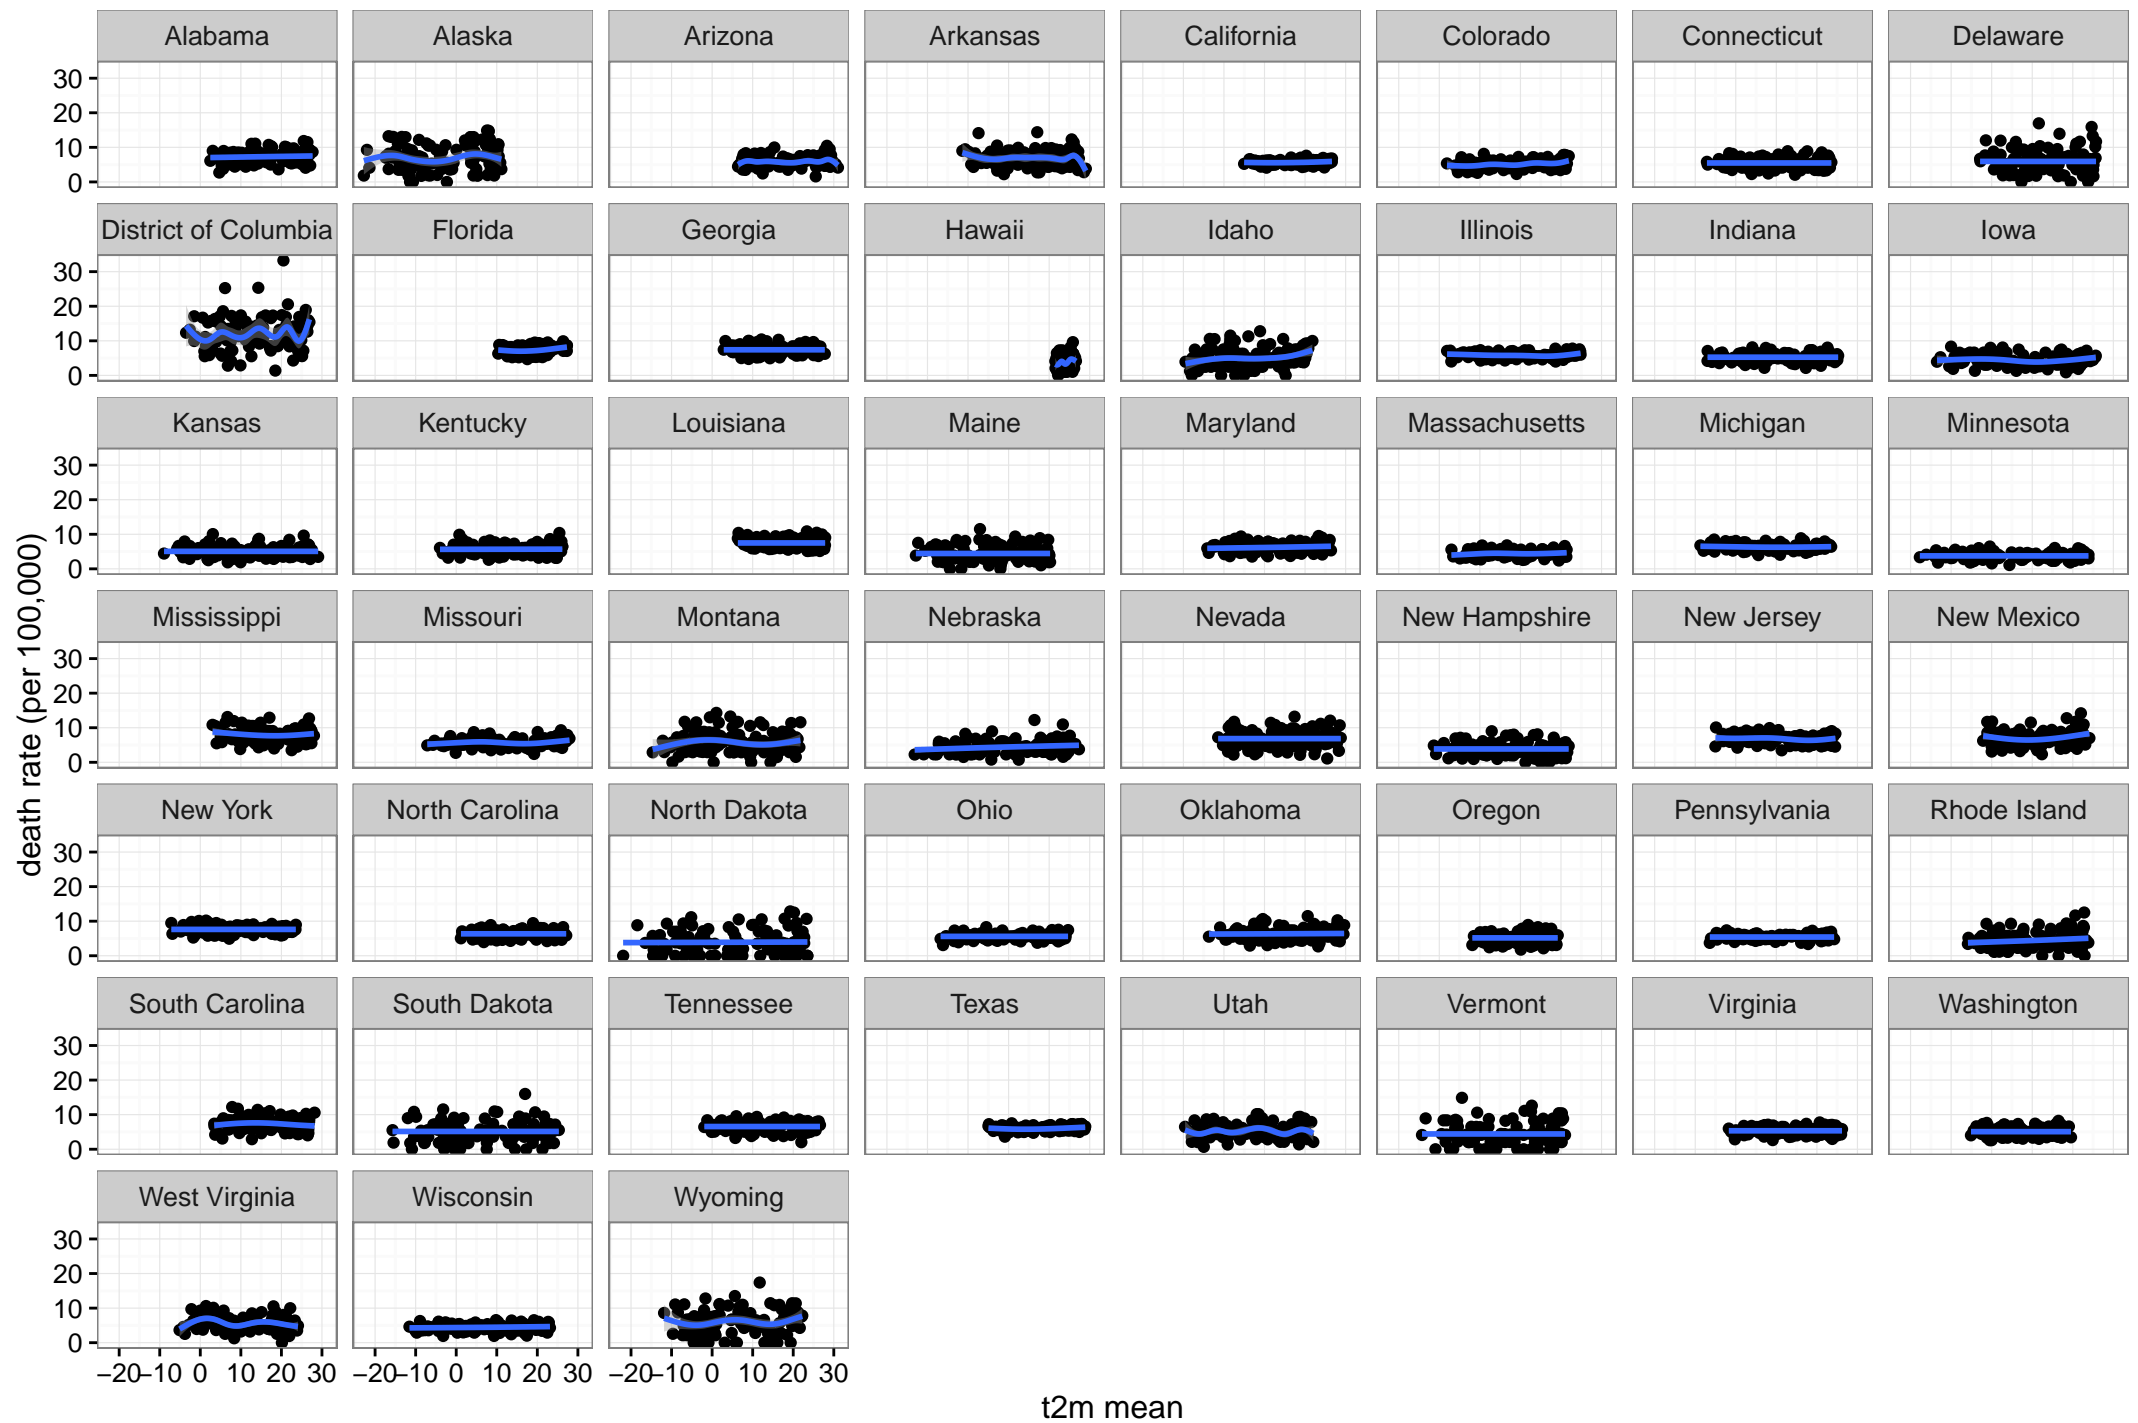 Alabama Alaska Arizona Arkansas California Colorado Connecticut Delaware
30
20
10
0
District of Columbia Florida Georgia Hawaii Idaho Illinois Indiana Iowa
30
20
10
0
Kansas Kentucky Louisiana Maine Maryland Massachusetts Michigan Minnesota
30
20
10
0
death rate (per 100,000)
Mississippi Missouri Montana Nebraska Nevada New Hampshire New Jersey New Mexico
30
20
10
0
New York North Carolina North Dakota Ohio Oklahoma Oregon Pennsylvania Rhode Island
30
20
10
0
South Carolina South Dakota Tennessee Texas Utah Vermont Virginia Washington
30
20
10
0
West Virginia Wisconsin Wyoming
30
20
10
0
−20 −10 0 10 20 30 −20 −10 0 10 20 30 −20 −10 0 10 20 30
t2m mean